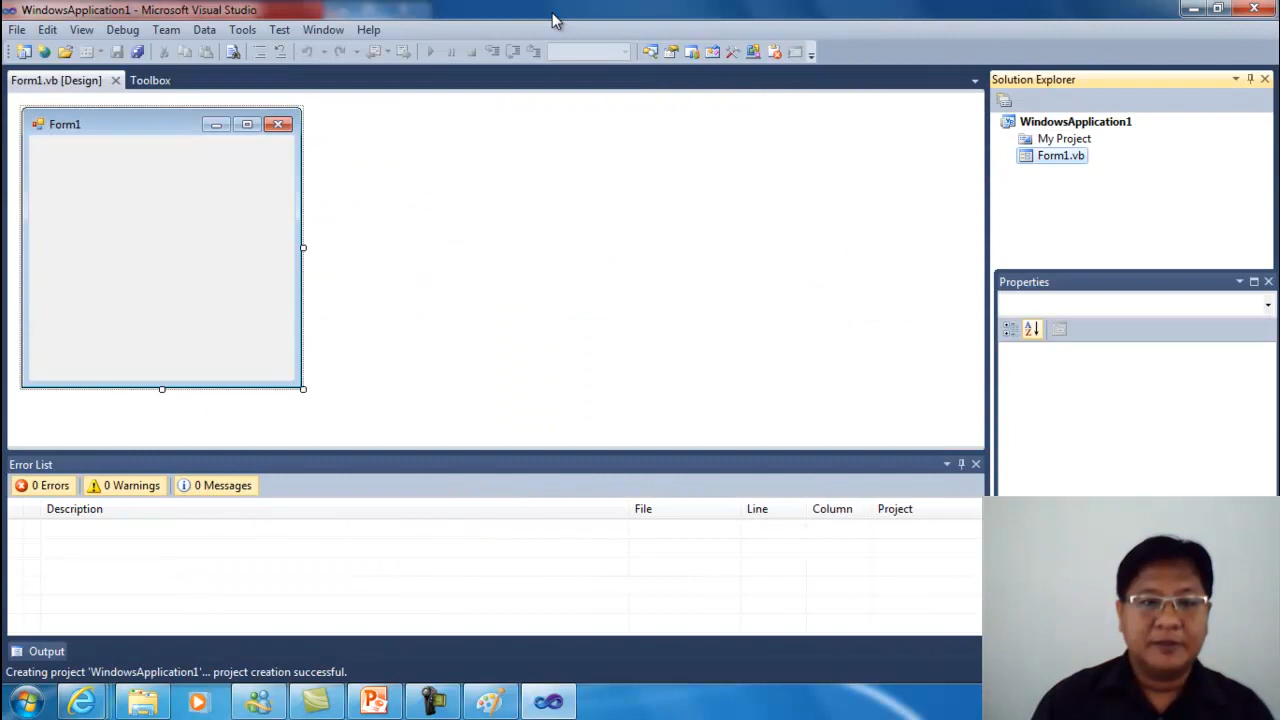 WindowsApplication1 - Microsoft Visual Studio
File Edit View Debug Team Data Tools Test Window Help
Form1.vb [Design] Toolbox
Form1
Solution Explorer
WindowsApplication1
My Project
Form1.vb
Properties
Error List
0 Errors 0 Warnings 0 Messages
Description File Line Column Project
Output
Creating project 'WindowsApplication1'... project creation successful.